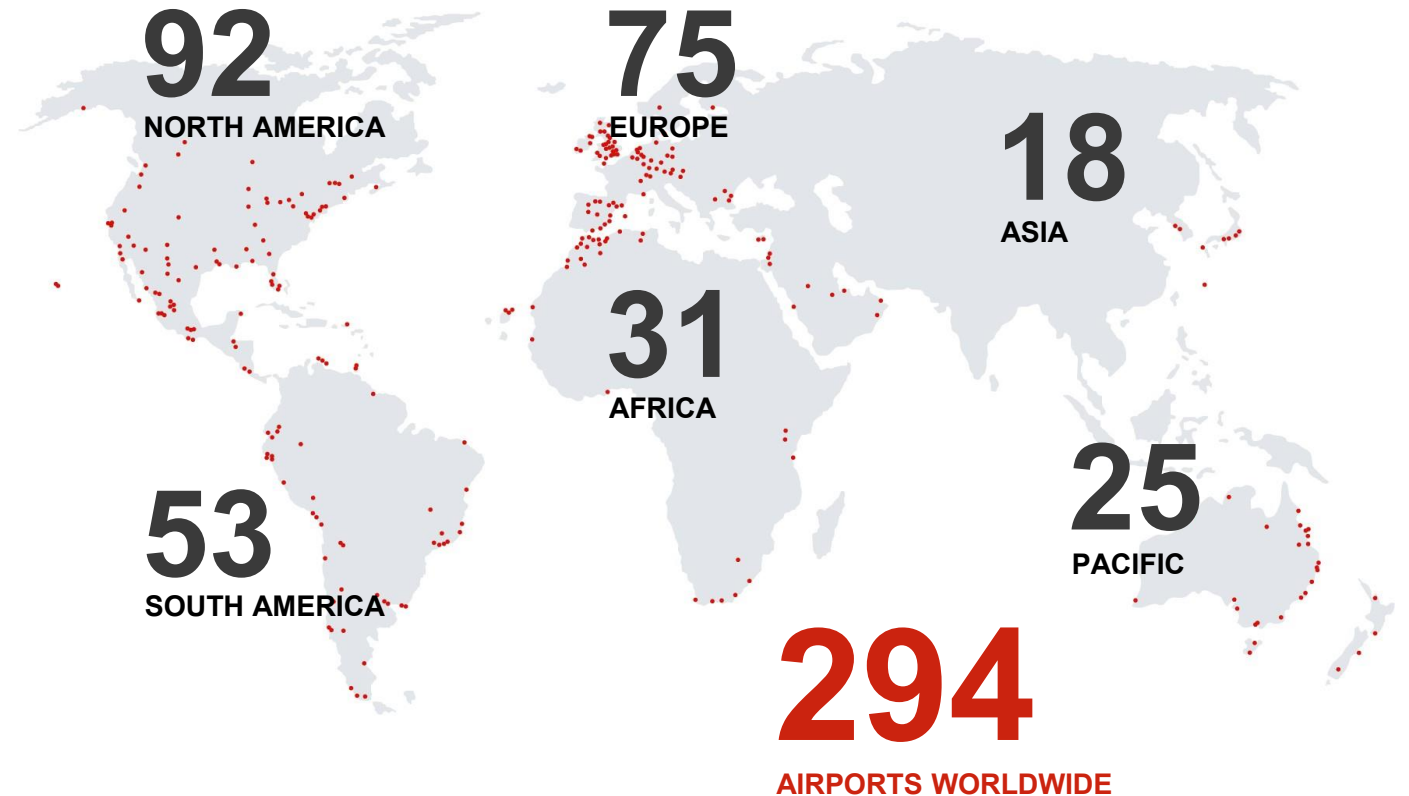 92
NORTH AMERICA
75
EUROPE
18
ASIA
31
AFRICA
53
SOUTH AMERICA
25
PACIFIC
294
AIRPORTS WORLDWIDE